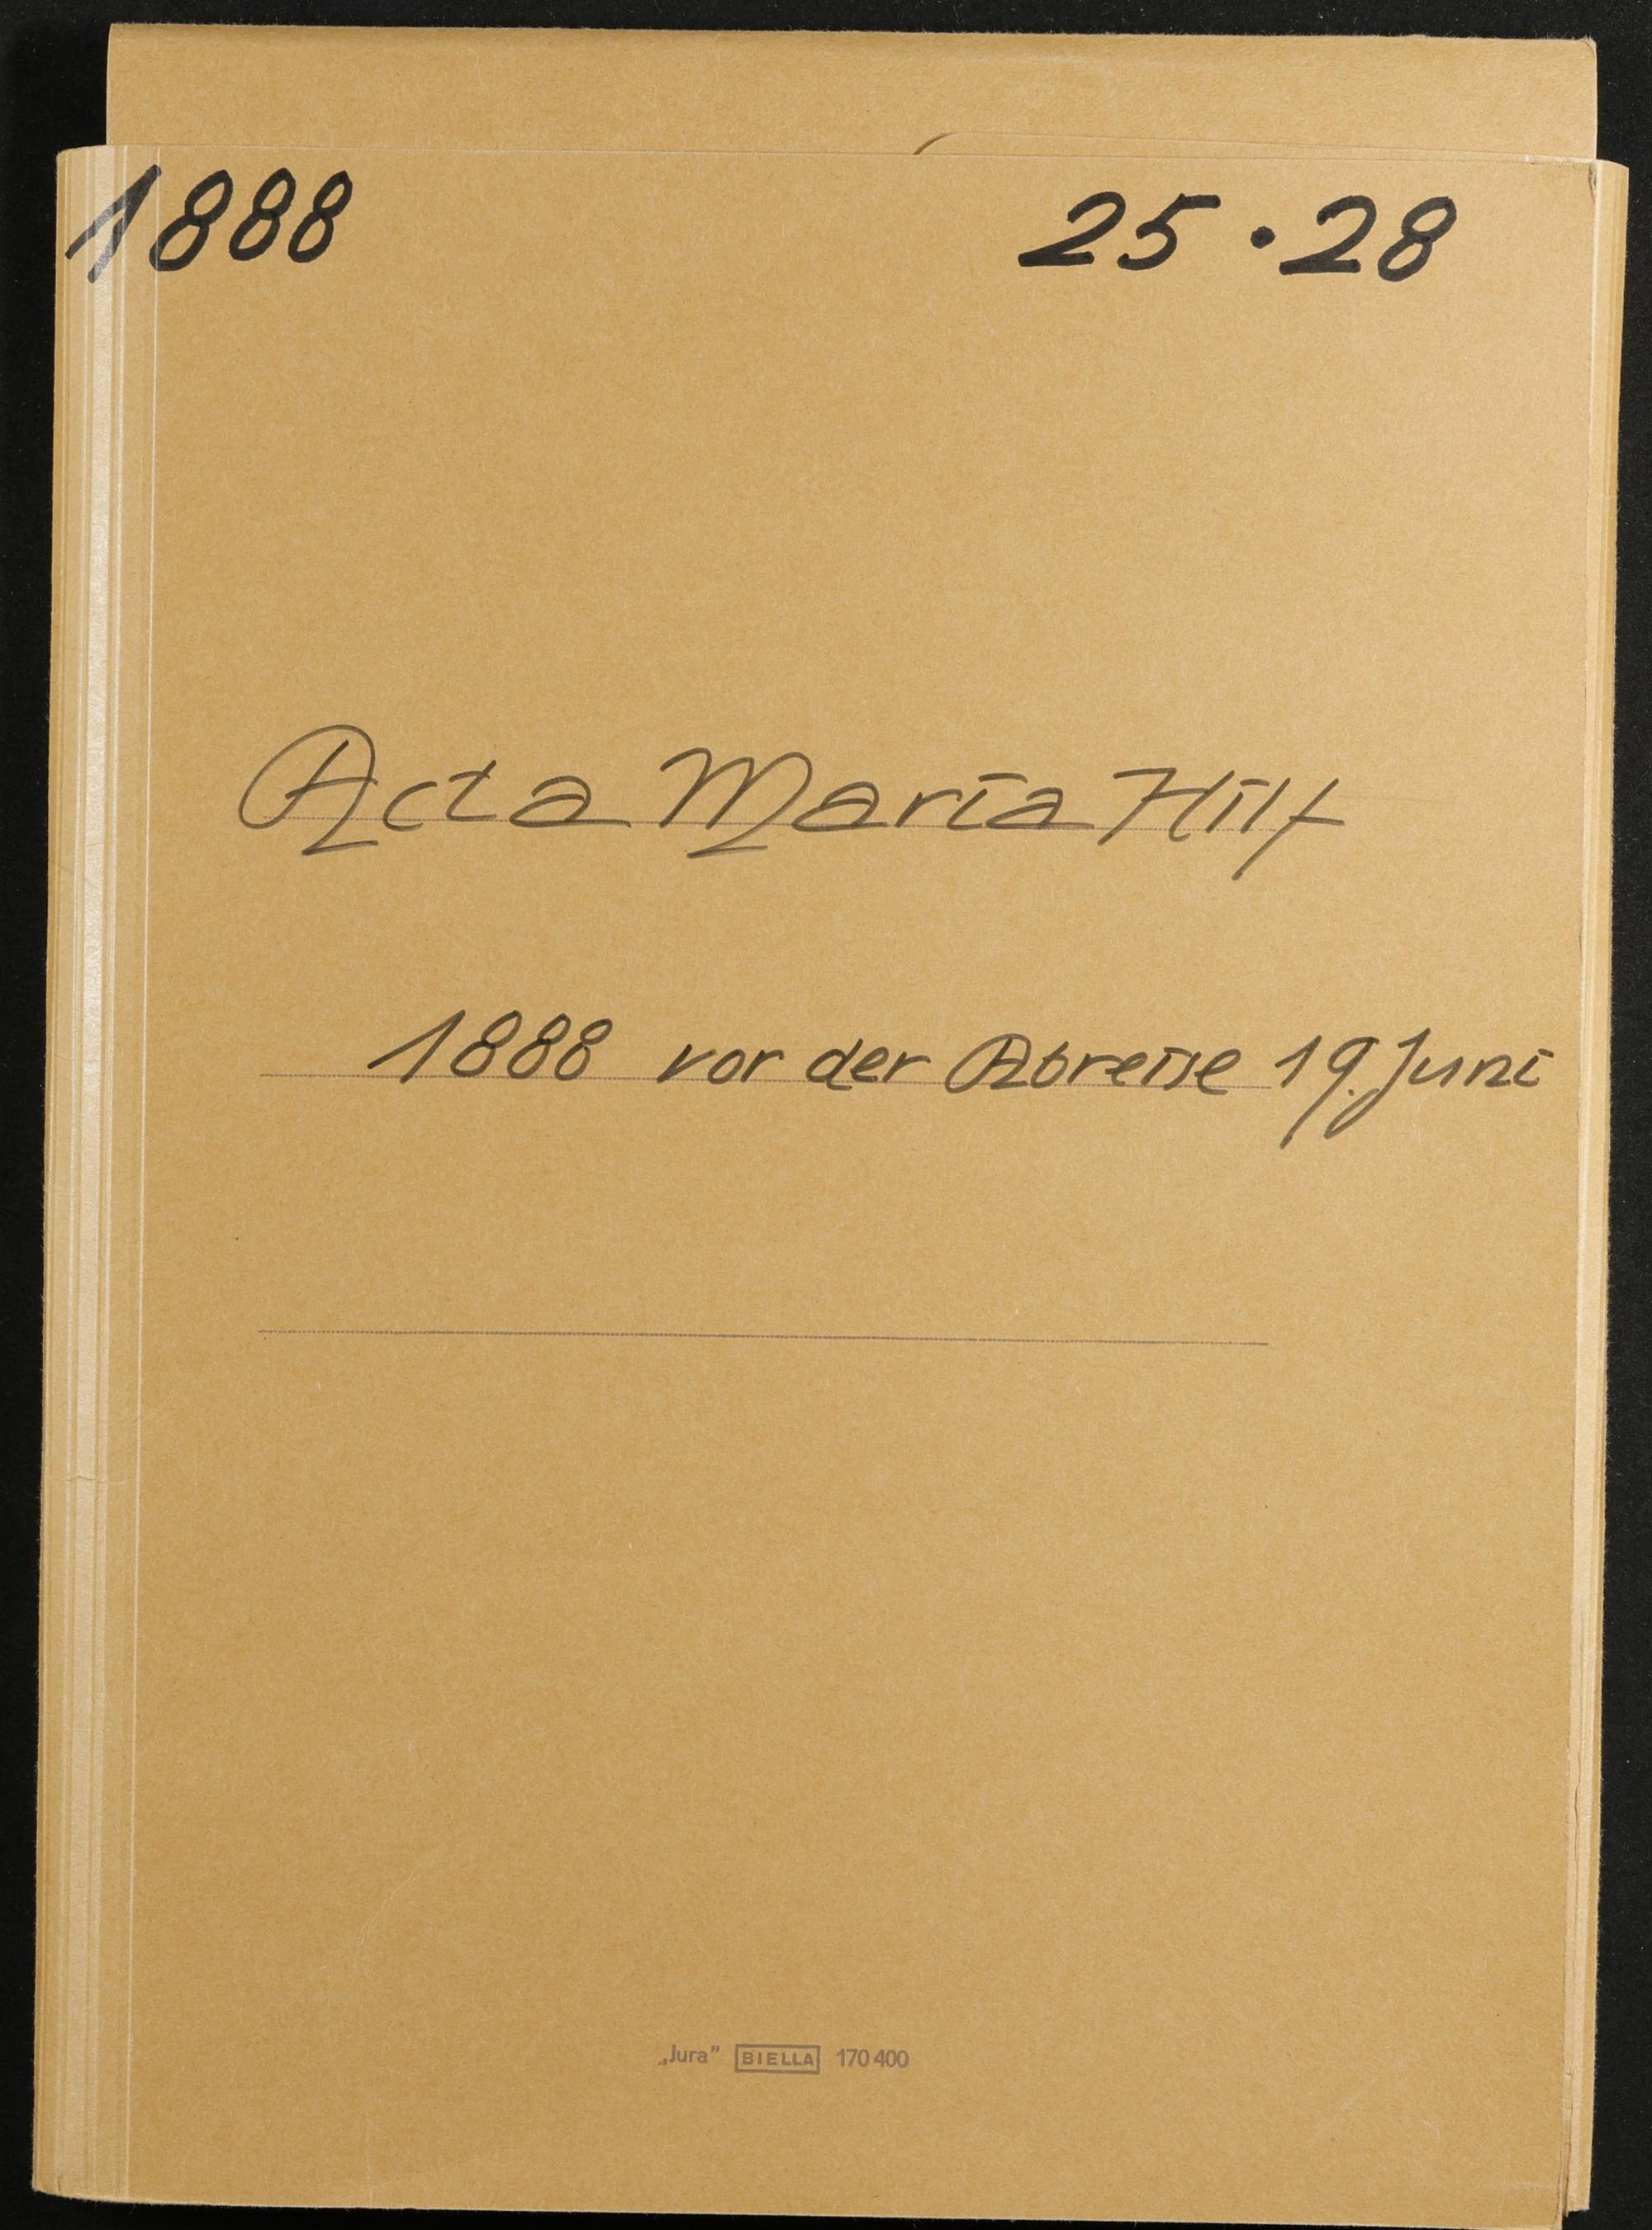 1888 25 · 28
Acta Maria Hilf
1888 vor der Abreise 19. Juni
„Jura” BIELLA 170 400